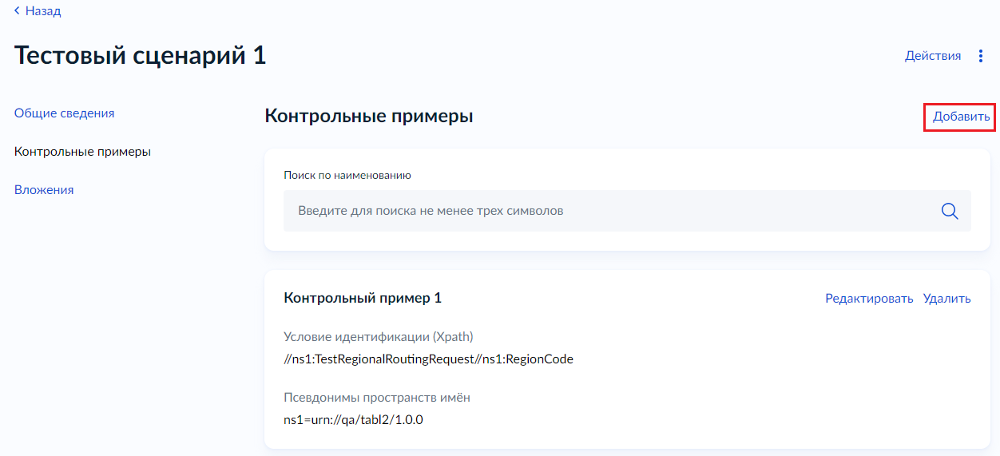 Назад
Тестовый сценарий 1
Действия
Общие сведения
Контрольные примеры
Вложения
Контрольные примеры
Добавить
Поиск по наименованию
Введите для поиска не менее трех символов
Контрольный пример 1
Редактировать Удалить
Условие идентификации (Xpath)
//ns1:TestRegionalRoutingRequest//ns1:RegionCode
Псевдонимы пространств имён
ns1=urn://qa/tabl2/1.0.0